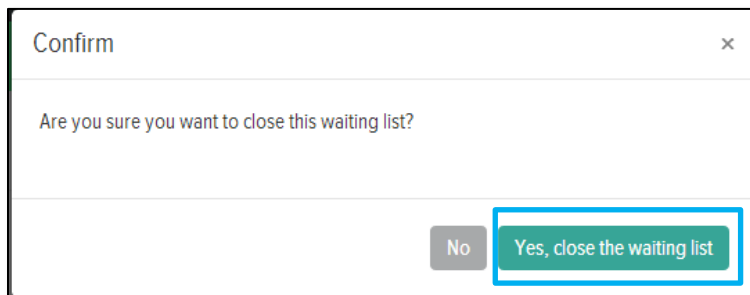 Confirm
×
Are you sure you want to close this waiting list?
No
Yes, close the waiting list